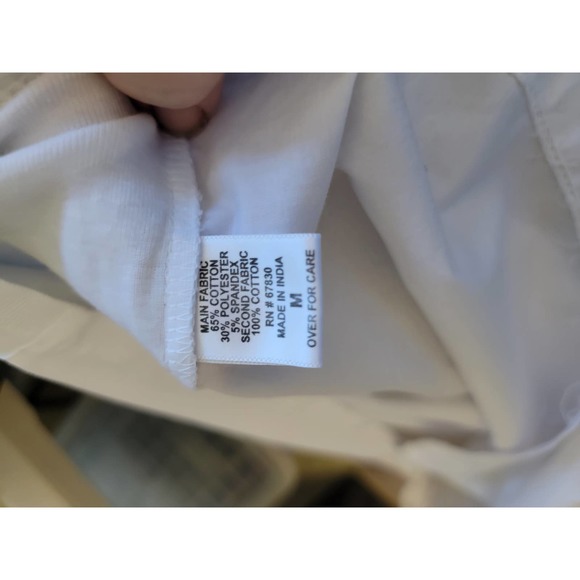 MAIN FABRIC
65% COTTON
30% POLYESTER
5% SPANDEX
SECOND FABRIC
100% COTTON
RN # 67830
MADE IN INDIA
M
OVER FOR CARE